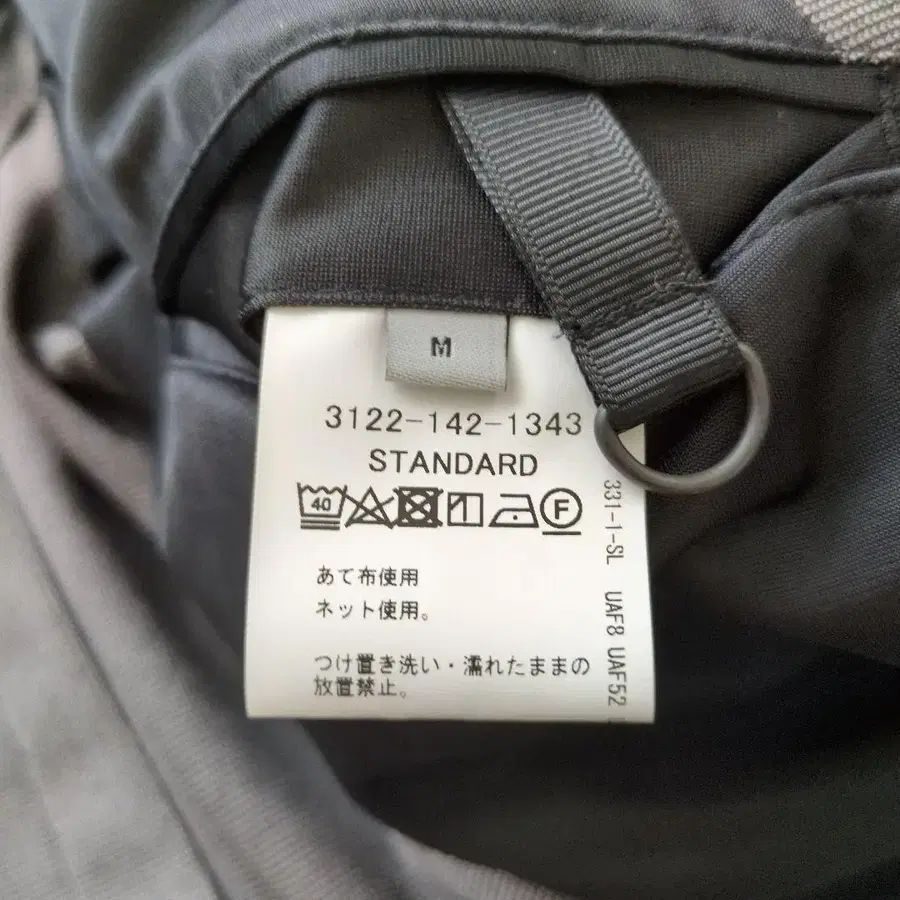 M
3122-142-1343
STANDARD
40
F
あて布使用
ネット使用。
つけ置き洗い・濡れたままの
放置禁止。
331-1-SL UAF8 UAF52